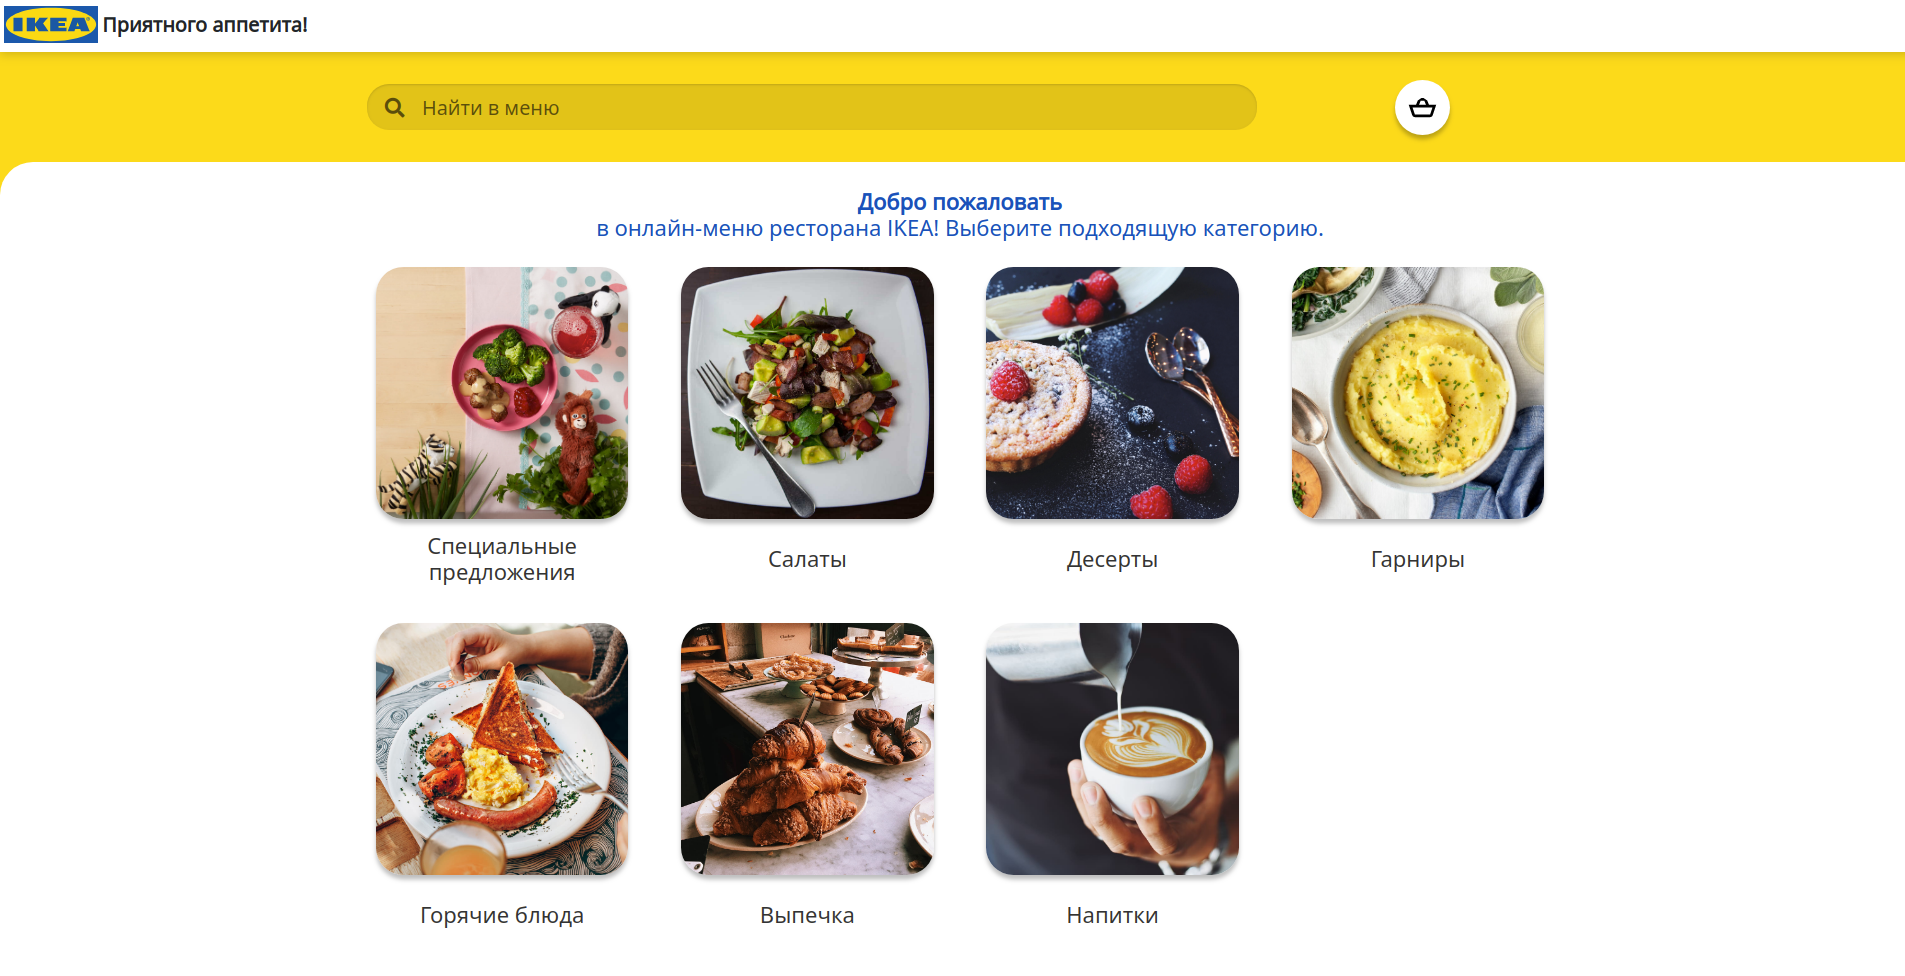 IKEA Приятного аппетита!
Найти в меню
Добро пожаловать
в онлайн-меню ресторана IKEA! Выберите подходящую категорию.
Специальные
предложения
Салаты
Десерты
Гарниры
Горячие блюда
Выпечка
Напитки